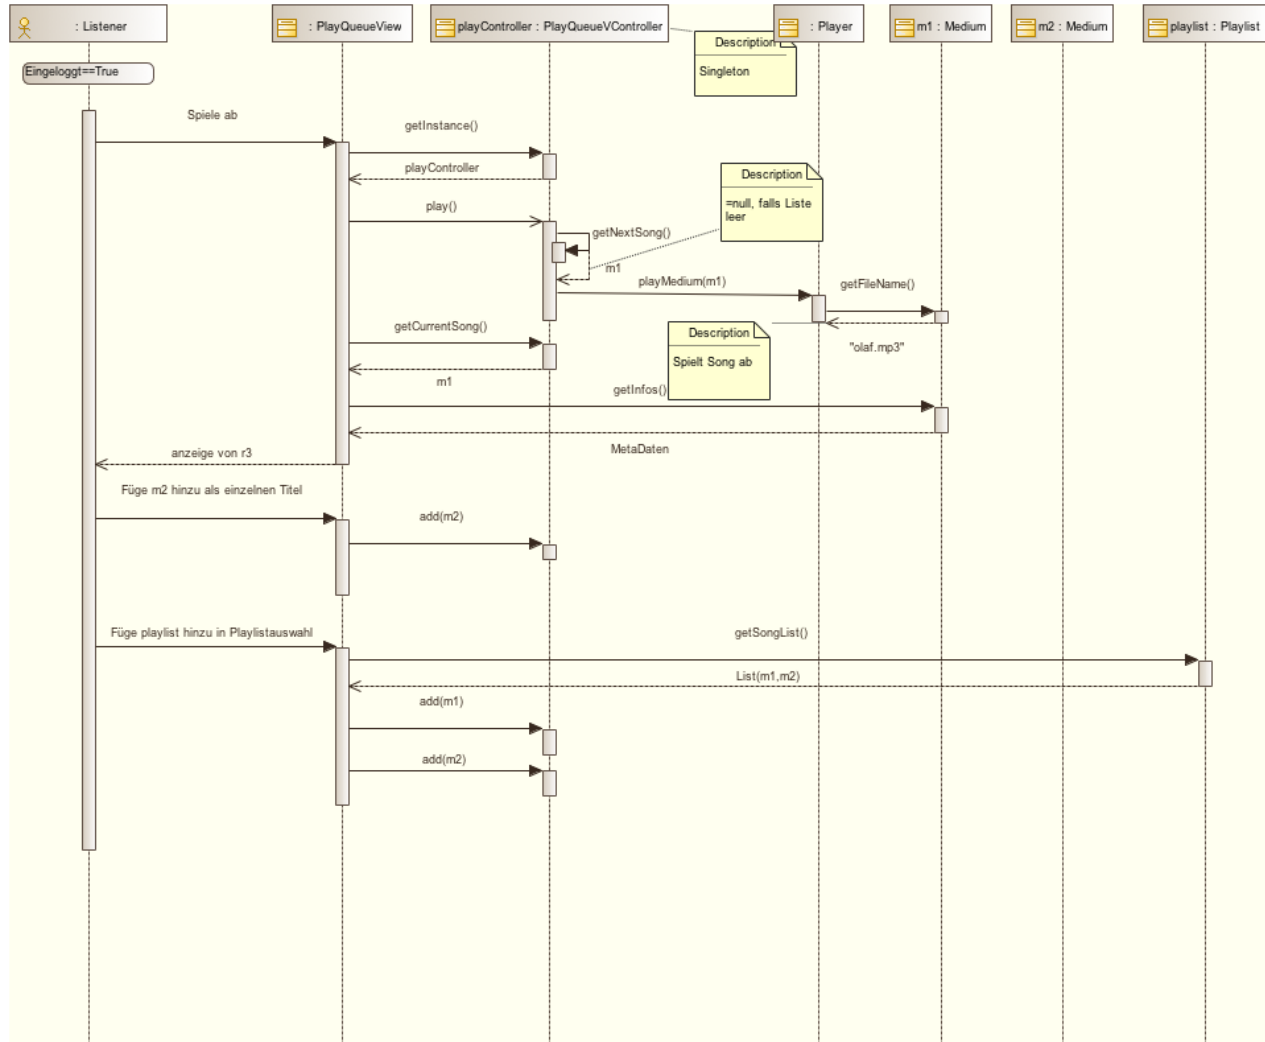 : Listener
: PlayQueueView
playController : PlayQueueVController
: Player
m1 : Medium
m2 : Medium
playlist : Playlist
Description
Singleton
Eingeloggt==True
Spiele ab
getInstance()
playController
Description
=null, falls Liste
leer
play()
getNextSong()
m1
playMedium(m1)
getFileName()
getCurrentSong()
Description
Spielt Song ab
"olaf.mp3"
m1
getInfos()
MetaDaten
anzeige von r3
Füge m2 hinzu als einzelnen Titel
add(m2)
Füge playlist hinzu in Playlistauswahl
getSongList()
List(m1,m2)
add(m1)
add(m2)